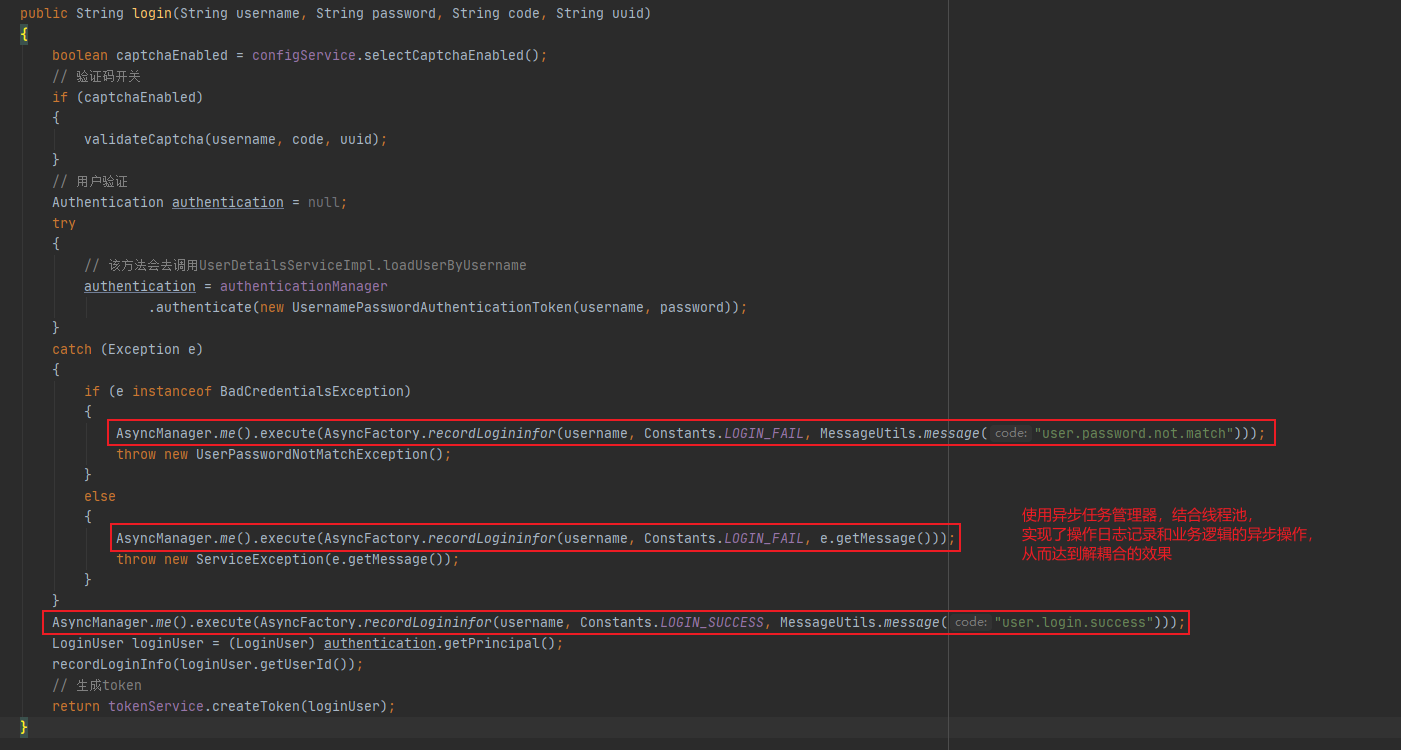 public String login(String username, String password, String code, String uuid)
{
boolean captchaEnabled = configService.selectCaptchaEnabled();
// 验证码开关
if (captchaEnabled)
{
validateCaptcha(username, code, uuid);
}
// 用户验证
Authentication authentication = null;
try
{
// 该方法会去调用UserDetailsServiceImpl.loadUserByUsername
authentication = authenticationManager
.authenticate(new UsernamePasswordAuthenticationToken(username, password));
}
catch (Exception e)
{
if (e instanceof BadCredentialsException)
{
AsyncManager.me().execute(AsyncFactory.recordLogininfor(username, Constants.LOGIN_FAIL, MessageUtils.message( code: "user.password.not.match")));
throw new UserPasswordNotMatchException();
}
else
{
AsyncManager.me().execute(AsyncFactory.recordLogininfor(username, Constants.LOGIN_FAIL, e.getMessage()));
throw new ServiceException(e.getMessage());
}
}
AsyncManager.me().execute(AsyncFactory.recordLogininfor(username, Constants.LOGIN_SUCCESS, MessageUtils.message( code: "user.login.success")));
LoginUser loginUser = (LoginUser) authentication.getPrincipal();
recordLoginInfo(loginUser.getUserId());
// 生成token
return tokenService.createToken(loginUser);
}
使用异步任务管理器，结合线程池，
实现了操作日志记录和业务逻辑的异步操作，
从而达到解耦合的效果